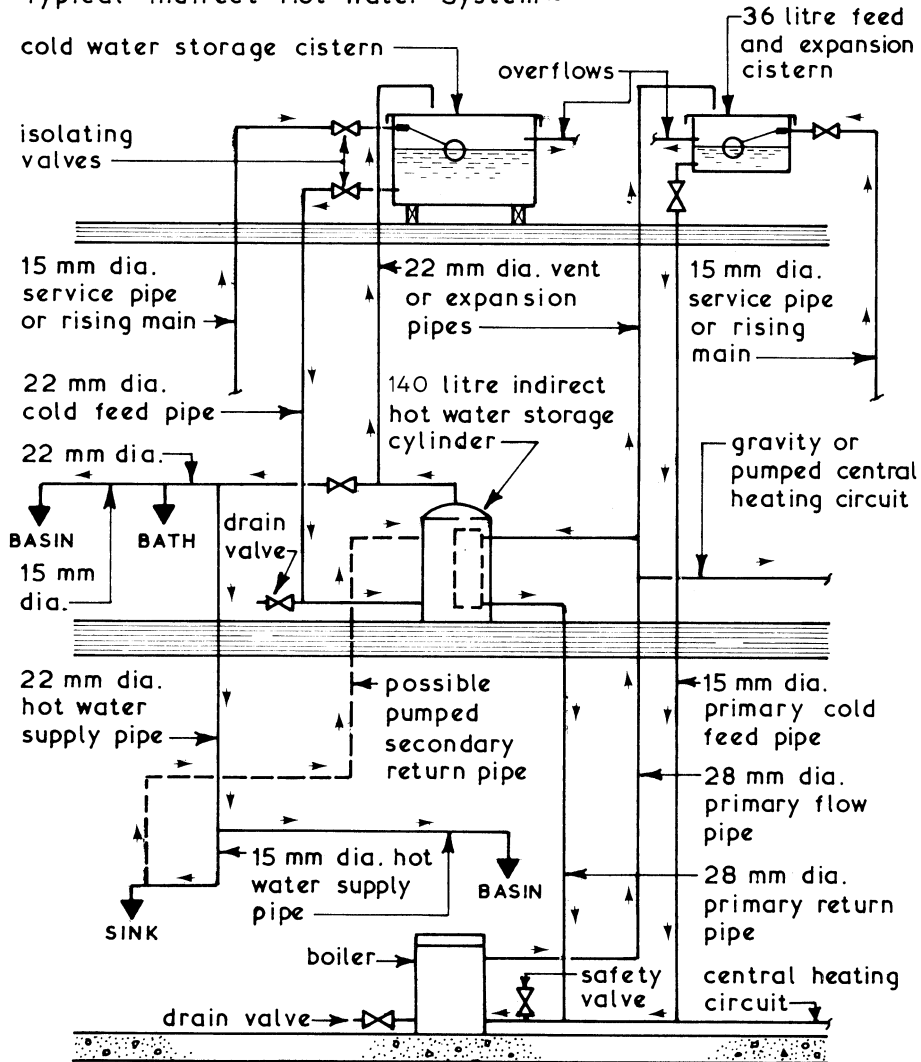 Typical Indirect Hot Water System ~
cold water storage cistern
overflows
36 litre feed
and expansion
cistern
isolating
valves
15 mm dia.
service pipe
or rising main
22 mm dia. vent
or expansion
pipes
15 mm dia.
service pipe
or rising
main
22 mm dia.
cold feed pipe
140 litre indirect
hot water storage
cylinder
22 mm dia.
gravity or
pumped central
heating circuit
BASIN
BATH
drain
valve
15 mm
dia.
22 mm dia.
hot water
supply pipe
possible
pumped
secondary
return pipe
15 mm dia.
primary cold
feed pipe
28 mm dia.
primary flow
pipe
15 mm dia. hot
water supply
pipe
BASIN
28 mm dia.
primary return
pipe
SINK
boiler
safety
valve
central heating
circuit
drain valve